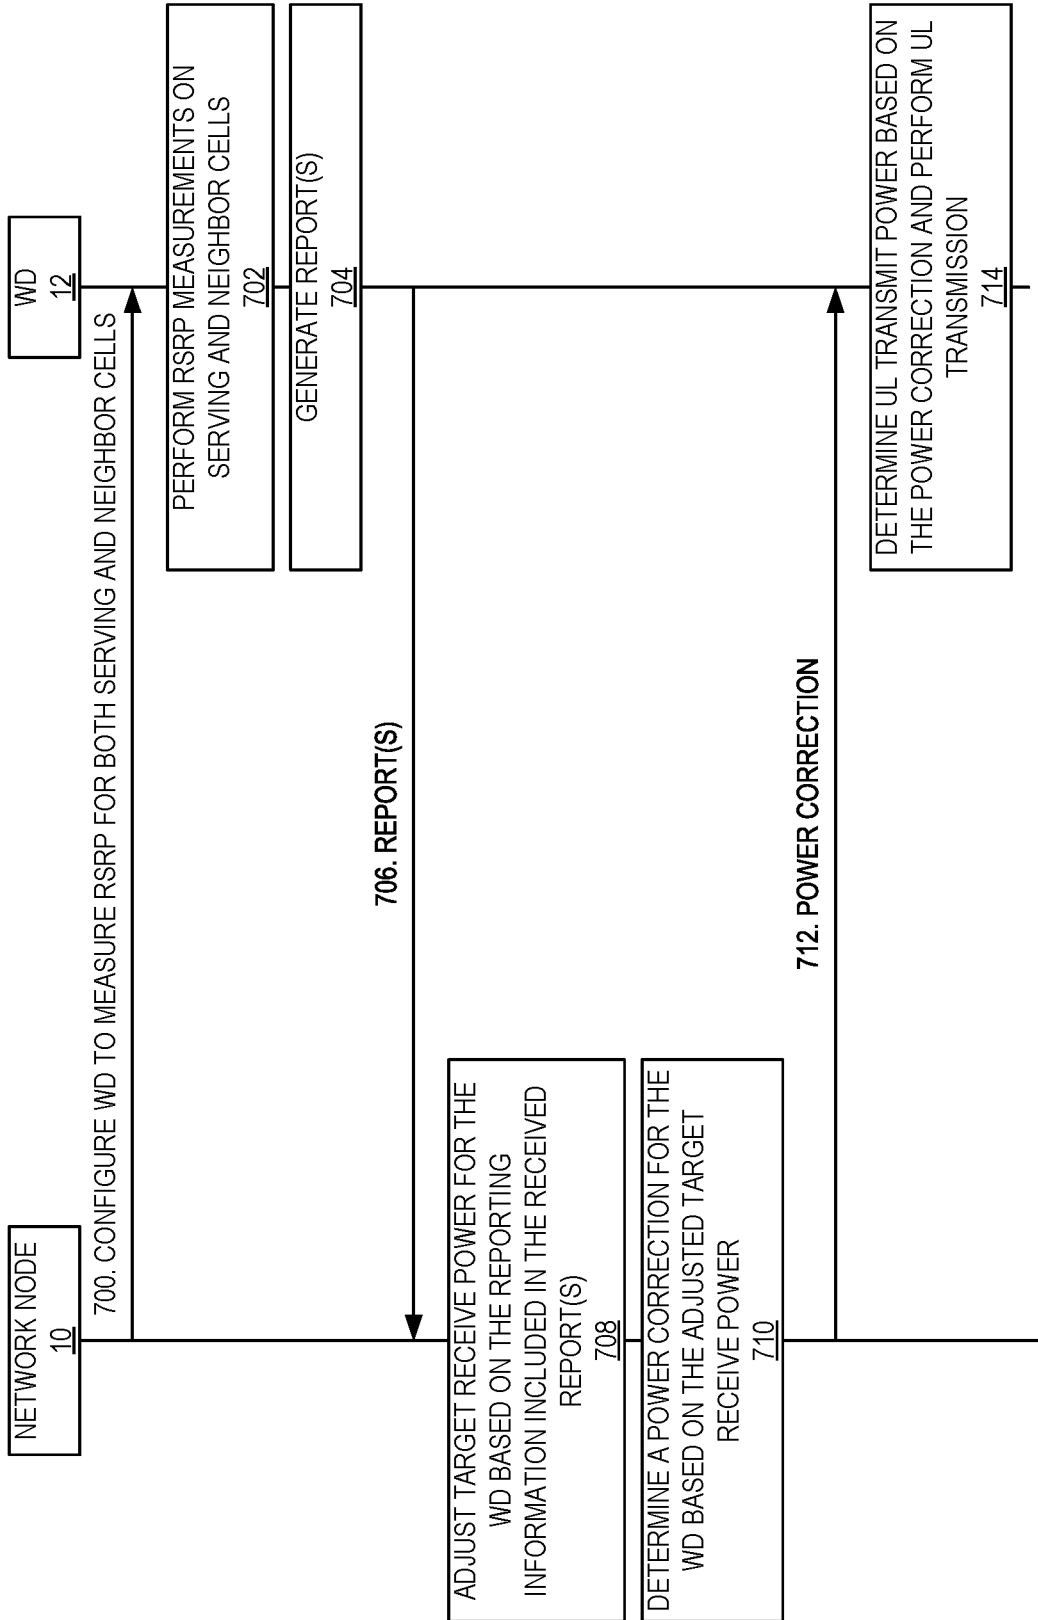 NETWORK NODE
10
WD
12
700. CONFIGURE WD TO MEASURE RSRP FOR BOTH SERVING AND NEIGHBOR CELLS
PERFORM RSRP MEASUREMENTS ON
SERVING AND NEIGHBOR CELLS
702
GENERATE REPORT(S)
704
706. REPORT(S)
ADJUST TARGET RECEIVE POWER FOR THE
WD BASED ON THE REPORTING
INFORMATION INCLUDED IN THE RECEIVED
REPORT(S)
708
DETERMINE A POWER CORRECTION FOR THE
WD BASED ON THE ADJUSTED TARGET
RECEIVE POWER
710
712. POWER CORRECTION
DETERMINE UL TRANSMIT POWER BASED ON
THE POWER CORRECTION AND PERFORM UL
TRANSMISSION
714